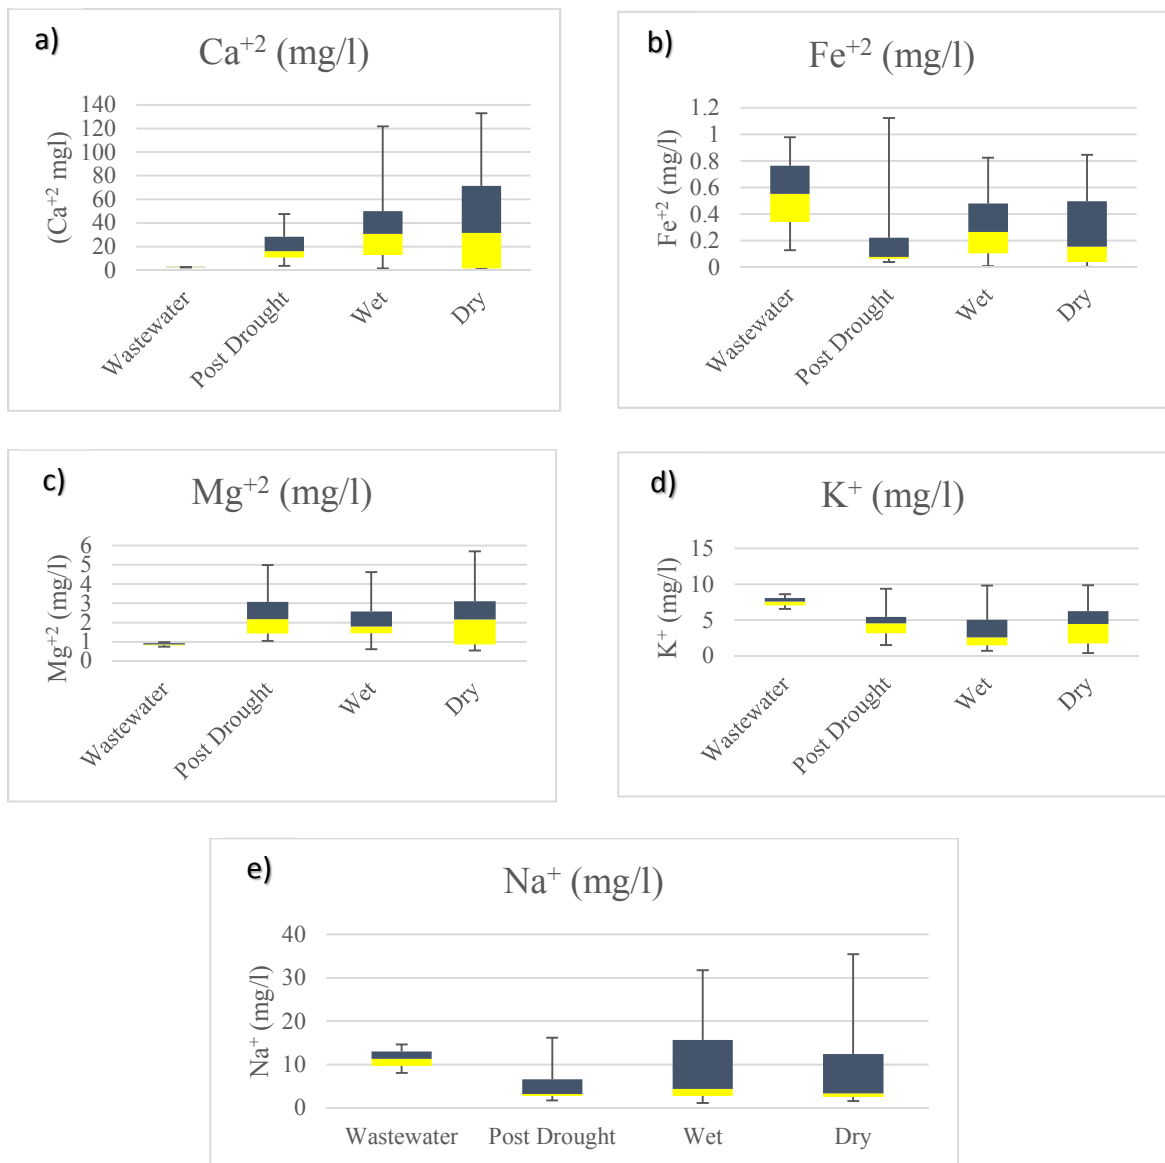 a)
Ca⁺² (mg/l)
(Ca⁺² mgl)
140
120
100
80
60
40
20
0
Wastewater
Post Drought
Wet
Dry
b)
Fe⁺² (mg/l)
Fe⁺² (mg/l)
1.2
1
0.8
0.6
0.4
0.2
0
Wastewater
Post Drought
Wet
Dry
c)
Mg⁺² (mg/l)
Mg⁺² (mg/l)
6
5
4
3
2
1
0
Wastewater
Post Drought
Wet
Dry
d)
K⁺ (mg/l)
K⁺ (mg/l)
15
10
5
0
Wastewater
Post Drought
Wet
Dry
e)
Na⁺ (mg/l)
Na⁺ (mg/l)
40
30
20
10
0
Wastewater
Post Drought
Wet
Dry